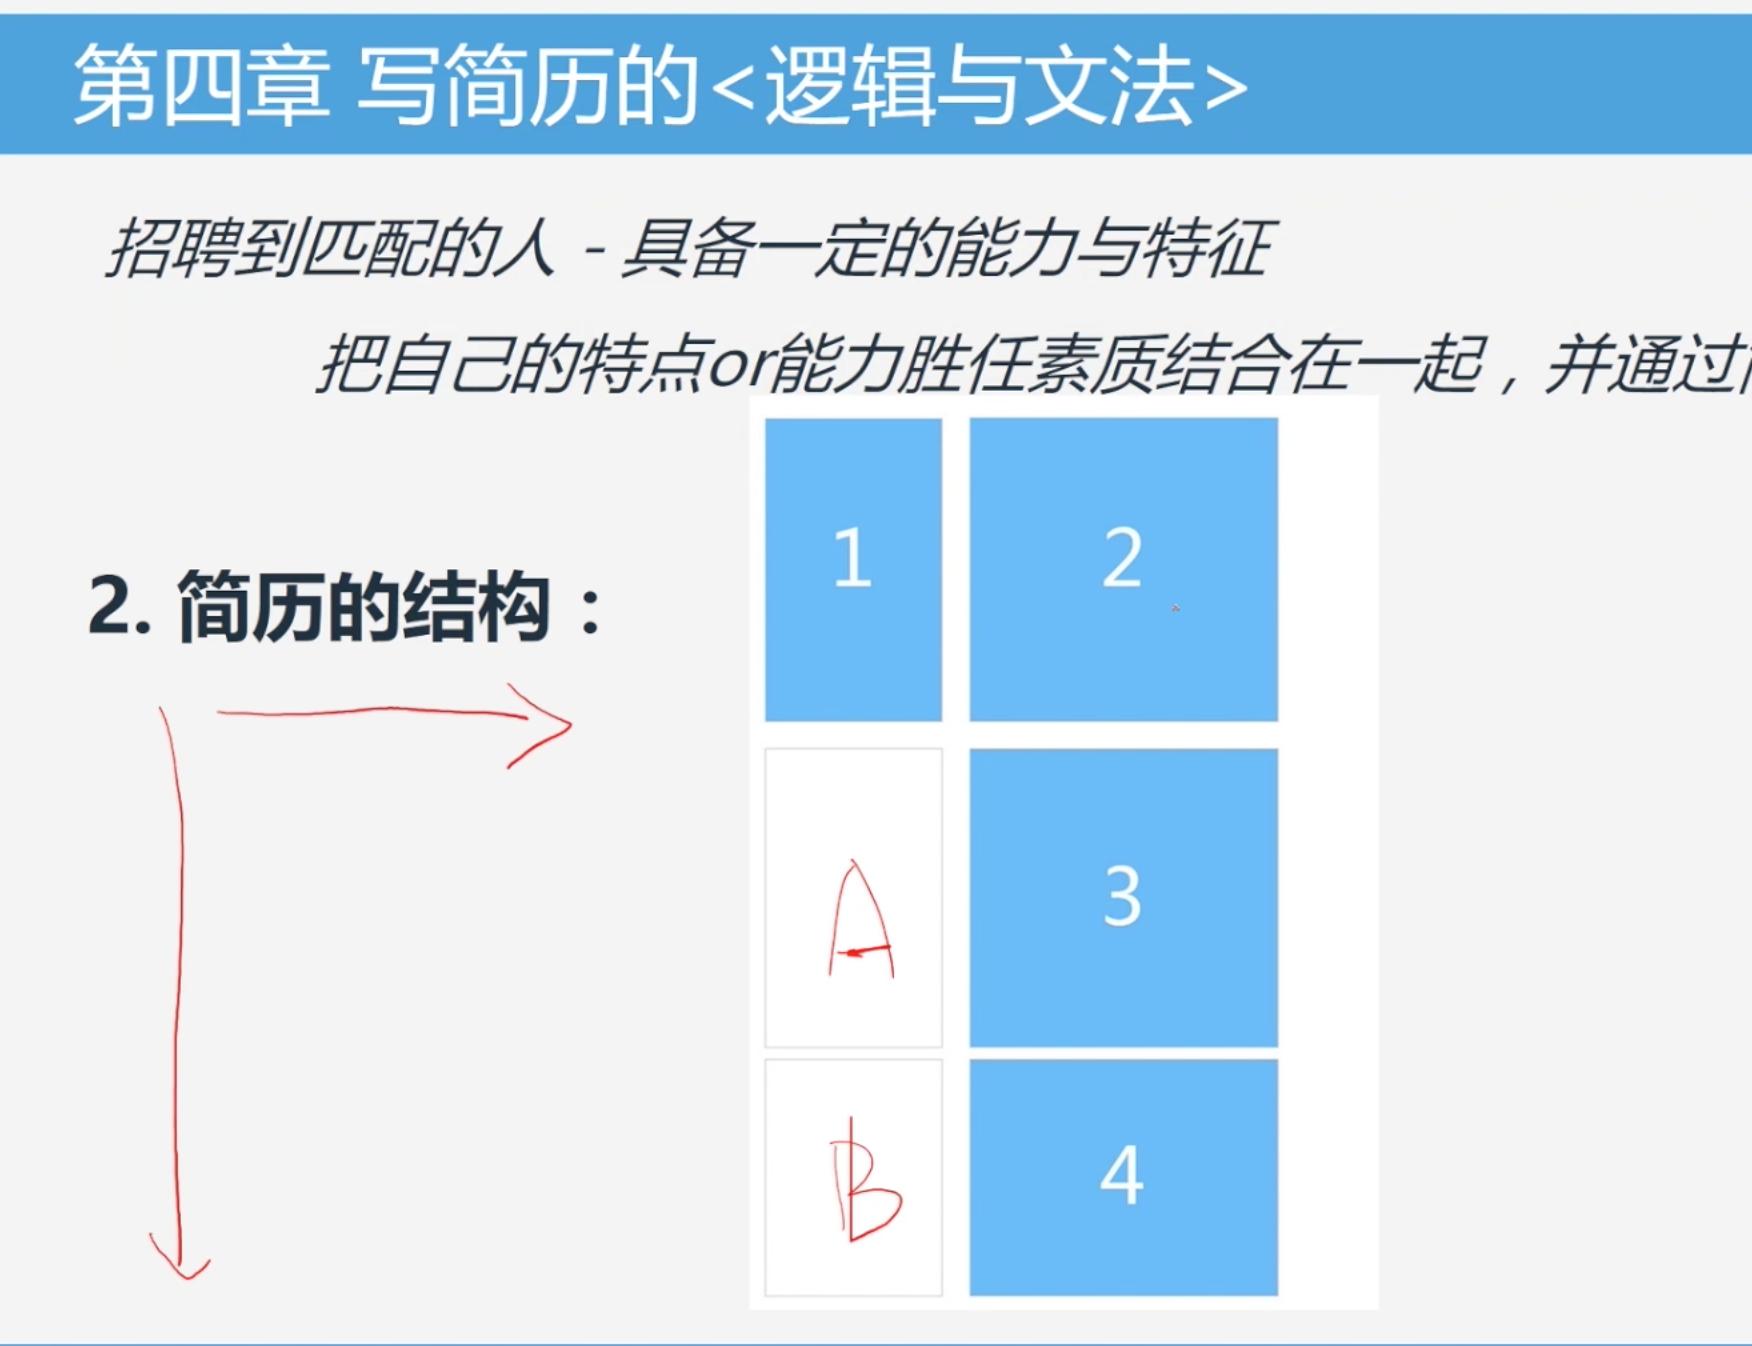 第四章 写简历的<逻辑与文法>
招聘到匹配的人 - 具备一定的能力与特征
把自己的特点or能力胜任素质结合在一起，并通过
2. 简历的结构：
1
2
A
3
B
4